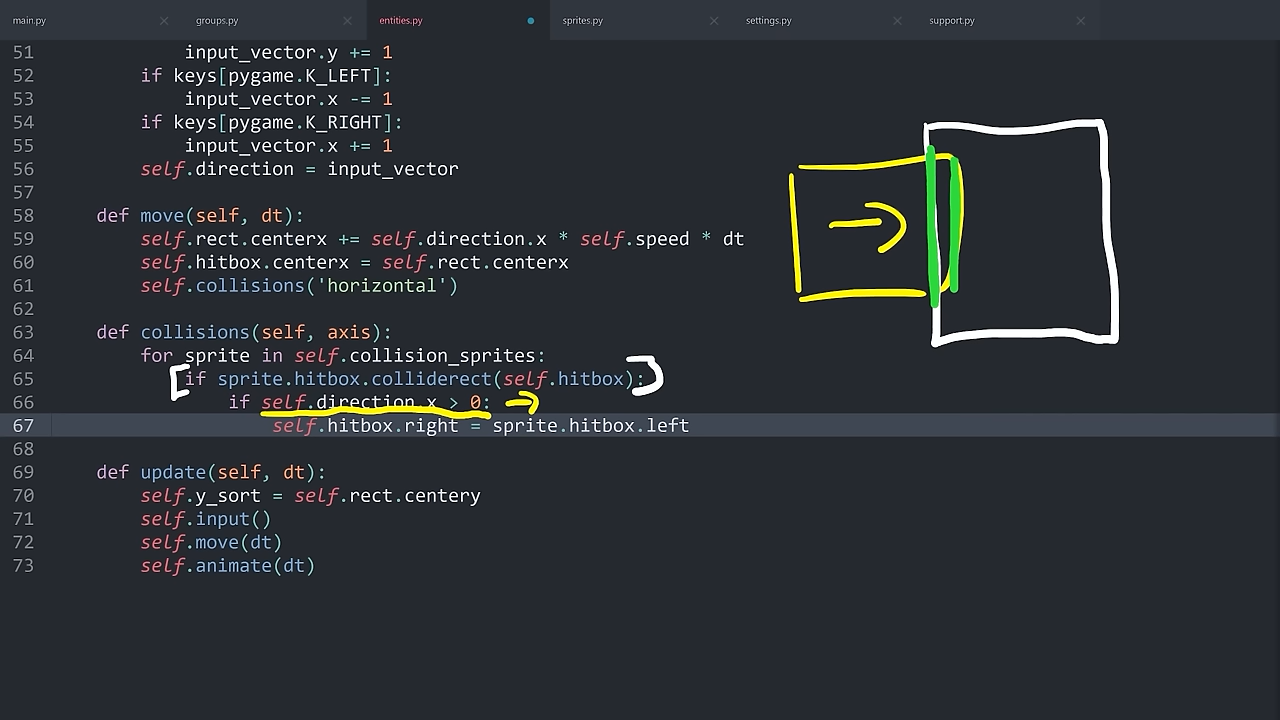 main.py groups.py entities.py sprites.py settings.py support.py
51 input_vector.y += 1
52 if keys[pygame.K_LEFT]:
53 input_vector.x -= 1
54 if keys[pygame.K_RIGHT]:
55 input_vector.x += 1
56 self.direction = input_vector
57
58 def move(self, dt):
59 self.rect.centerx += self.direction.x * self.speed * dt
60 self.hitbox.centerx = self.rect.centerx
61 self.collisions('horizontal')
62
63 def collisions(self, axis):
64 for sprite in self.collision_sprites:
65 if sprite.hitbox.colliderect(self.hitbox):
66 if self.direction.x > 0:
67 self.hitbox.right = sprite.hitbox.left
68
69 def update(self, dt):
70 self.y_sort = self.rect.centery
71 self.input()
72 self.move(dt)
73 self.animate(dt)